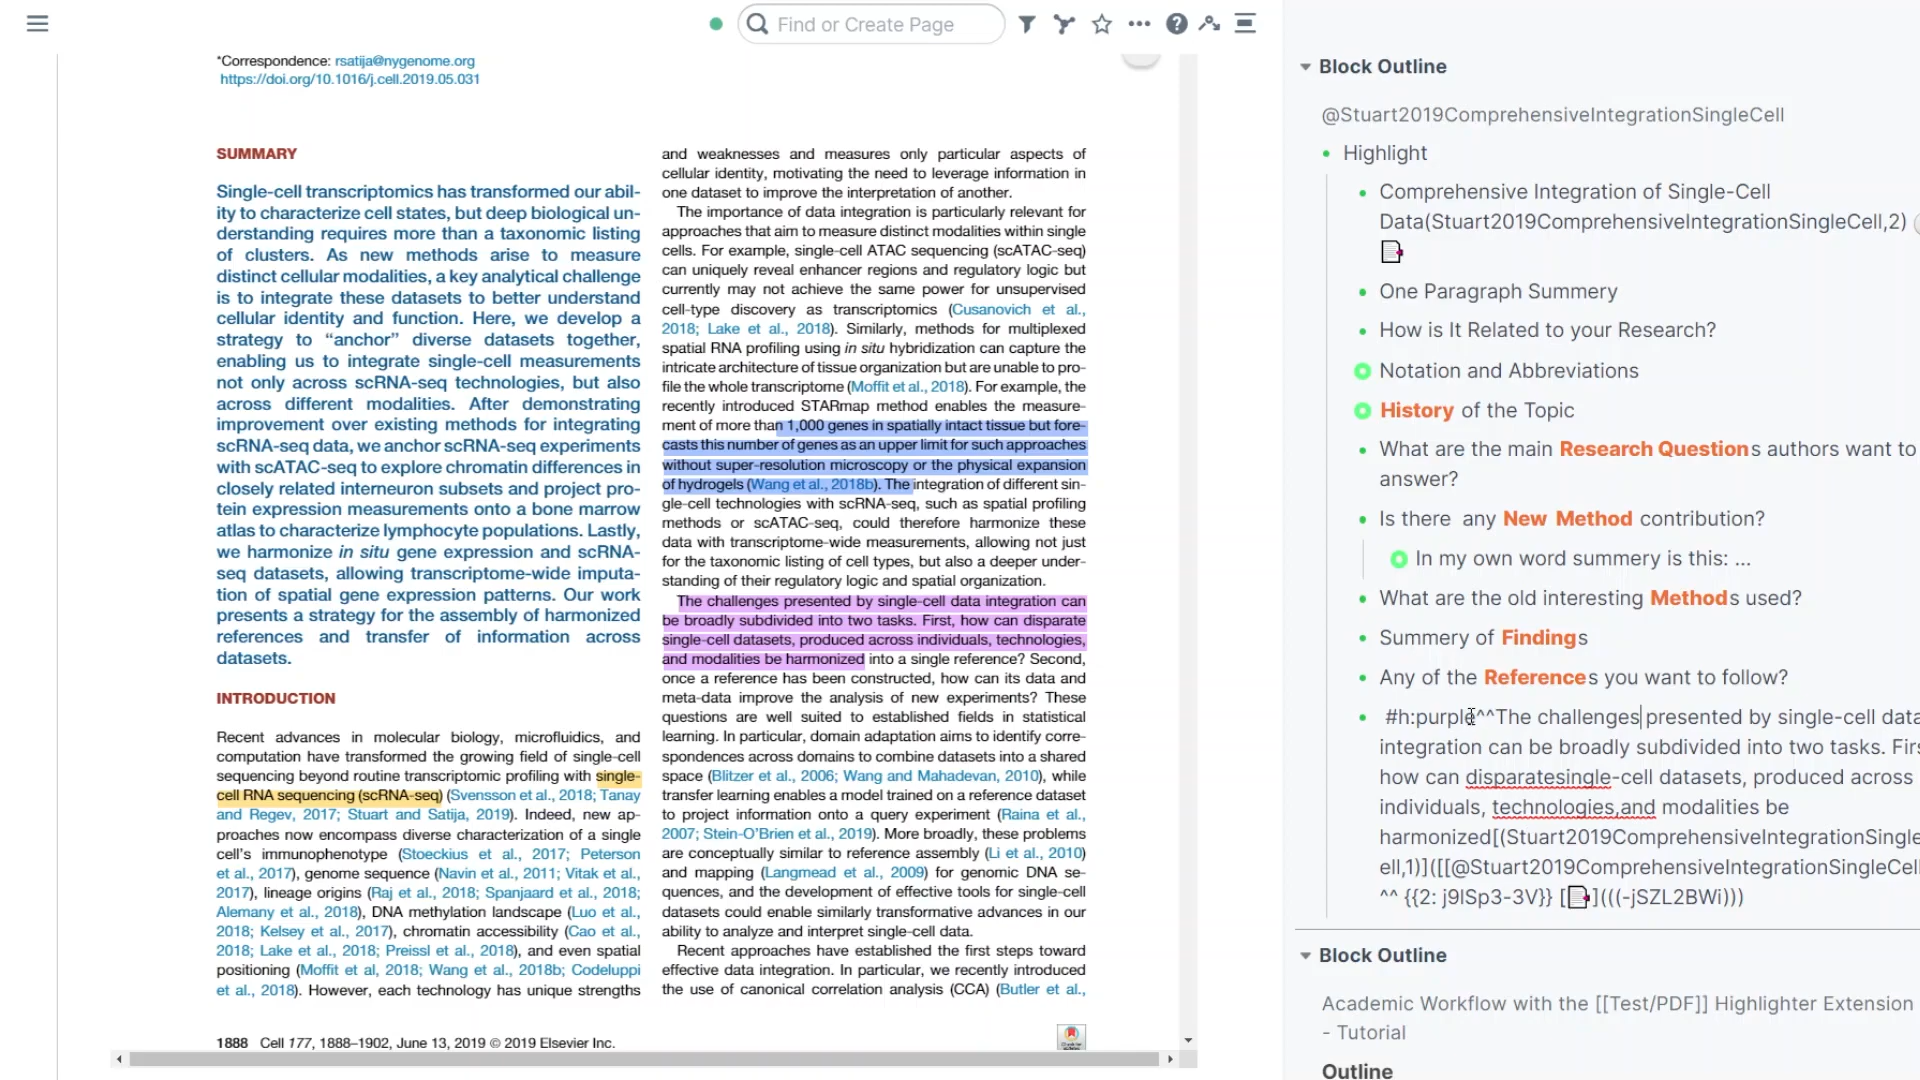 Find or Create Page
*Correspondence: rsatija@nygenome.org
https://doi.org/10.1016/j.cell.2019.05.031
SUMMARY
Single-cell transcriptomics has transformed our abil-
ity to characterize cell states, but deep biological un-
derstanding requires more than a taxonomic listing
of clusters. As new methods arise to measure
distinct cellular modalities, a key analytical challenge
is to integrate these datasets to better understand
cellular identity and function. Here, we develop a
strategy to “anchor” diverse datasets together,
enabling us to integrate single-cell measurements
not only across scRNA-seq technologies, but also
across different modalities. After demonstrating
improvement over existing methods for integrating
scRNA-seq data, we anchor scRNA-seq experiments
with scATAC-seq to explore chromatin differences in
closely related interneuron subsets and project pro-
tein expression measurements onto a bone marrow
atlas to characterize lymphocyte populations. Lastly,
we harmonize in situ gene expression and scRNA-
seq datasets, allowing transcriptome-wide imputa-
tion of spatial gene expression patterns. Our work
presents a strategy for the assembly of harmonized
references and transfer of information across
datasets.
INTRODUCTION
Recent advances in molecular biology, microfluidics, and
computation have transformed the growing field of single-cell
sequencing beyond routine transcriptomic profiling with single-
cell RNA sequencing (scRNA-seq) (Svensson et al., 2018; Tanay
and Regev, 2017; Stuart and Satija, 2019). Indeed, new ap-
proaches now encompass diverse characterization of a single
cell’s immunophenotype (Stoeckius et al., 2017; Peterson
et al., 2017), genome sequence (Navin et al., 2011; Vitak et al.,
2017), lineage origins (Raj et al., 2018; Spanjaard et al., 2018;
Alemany et al., 2018), DNA methylation landscape (Luo et al.,
2018; Kelsey et al., 2017), chromatin accessibility (Cao et al.,
2018; Lake et al., 2018; Preissl et al., 2018), and even spatial
positioning (Moffit et al, 2018; Wang et al., 2018b; Codeluppi
et al., 2018). However, each technology has unique strengths
and weaknesses and measures only particular aspects of
cellular identity, motivating the need to leverage information in
one dataset to improve the interpretation of another.
The importance of data integration is particularly relevant for
approaches that aim to measure distinct modalities within single
cells. For example, single-cell ATAC sequencing (scATAC-seq)
can uniquely reveal enhancer regions and regulatory logic but
currently may not achieve the same power for unsupervised
cell-type discovery as transcriptomics (Cusanovich et al.,
2018; Lake et al., 2018). Similarly, methods for multiplexed
spatial RNA profiling using in situ hybridization can capture the
intricate architecture of tissue organization but are unable to pro-
file the whole transcriptome (Moffit et al., 2018). For example, the
recently introduced STARmap method enables the measure-
ment of more than 1,000 genes in spatially intact tissue but fore-
casts this number of genes as an upper limit for such approaches
without super-resolution microscopy or the physical expansion
of hydrogels (Wang et al., 2018b). The integration of different sin-
gle-cell technologies with scRNA-seq, such as spatial profiling
methods or scATAC-seq, could therefore harmonize these
data with transcriptome-wide measurements, allowing not just
for the taxonomic listing of cell types, but also a deeper under-
standing of their regulatory logic and spatial organization.
The challenges presented by single-cell data integration can
be broadly subdivided into two tasks. First, how can disparate
single-cell datasets, produced across individuals, technologies,
and modalities be harmonized into a single reference? Second,
once a reference has been constructed, how can its data and
meta-data improve the analysis of new experiments? These
questions are well suited to established fields in statistical
learning. In particular, domain adaptation aims to identify corre-
spondences across domains to combine datasets into a shared
space (Blitzer et al., 2006; Wang and Mahadevan, 2010), while
transfer learning enables a model trained on a reference dataset
to project information onto a query experiment (Raina et al.,
2007; Stein-O’Brien et al., 2019). More broadly, these problems
are conceptually similar to reference assembly (Li et al., 2010)
and mapping (Langmead et al., 2009) for genomic DNA se-
quences, and the development of effective tools for single-cell
datasets could enable similarly transformative advances in our
ability to analyze and interpret single-cell data.
Recent approaches have established the first steps toward
effective data integration. In particular, we recently introduced
the use of canonical correlation analysis (CCA) (Butler et al.,
1888 Cell 177, 1888–1902, June 13, 2019 © 2019 Elsevier Inc.
Block Outline
@Stuart2019ComprehensiveIntegrationSingleCell
Highlight
Comprehensive Integration of Single-Cell
Data(Stuart2019ComprehensiveIntegrationSingleCell,2)
One Paragraph Summary
How is It Related to your Research?
Notation and Abbreviations
History of the Topic
What are the main Research Questions authors want to
answer?
Is there any New Method contribution?
In my own word summery is this: ...
What are the old interesting Methods used?
Summery of Findings
Any of the References you want to follow?
#h:purple^^The challenges presented by single-cell data
integration can be broadly subdivided into two tasks. Firs
how can disparatesingle-cell datasets, produced across
individuals, technologies,and modalities be
harmonized[(Stuart2019ComprehensiveIntegrationSingle
ell,1)]([[@Stuart2019ComprehensiveIntegrationSingleCell
^^ {{2: j9lSp3-3V}} [](((-jSZL2BWi)))
Block Outline
Academic Workflow with the [[Test/PDF]] Highlighter Extension
- Tutorial
Outline